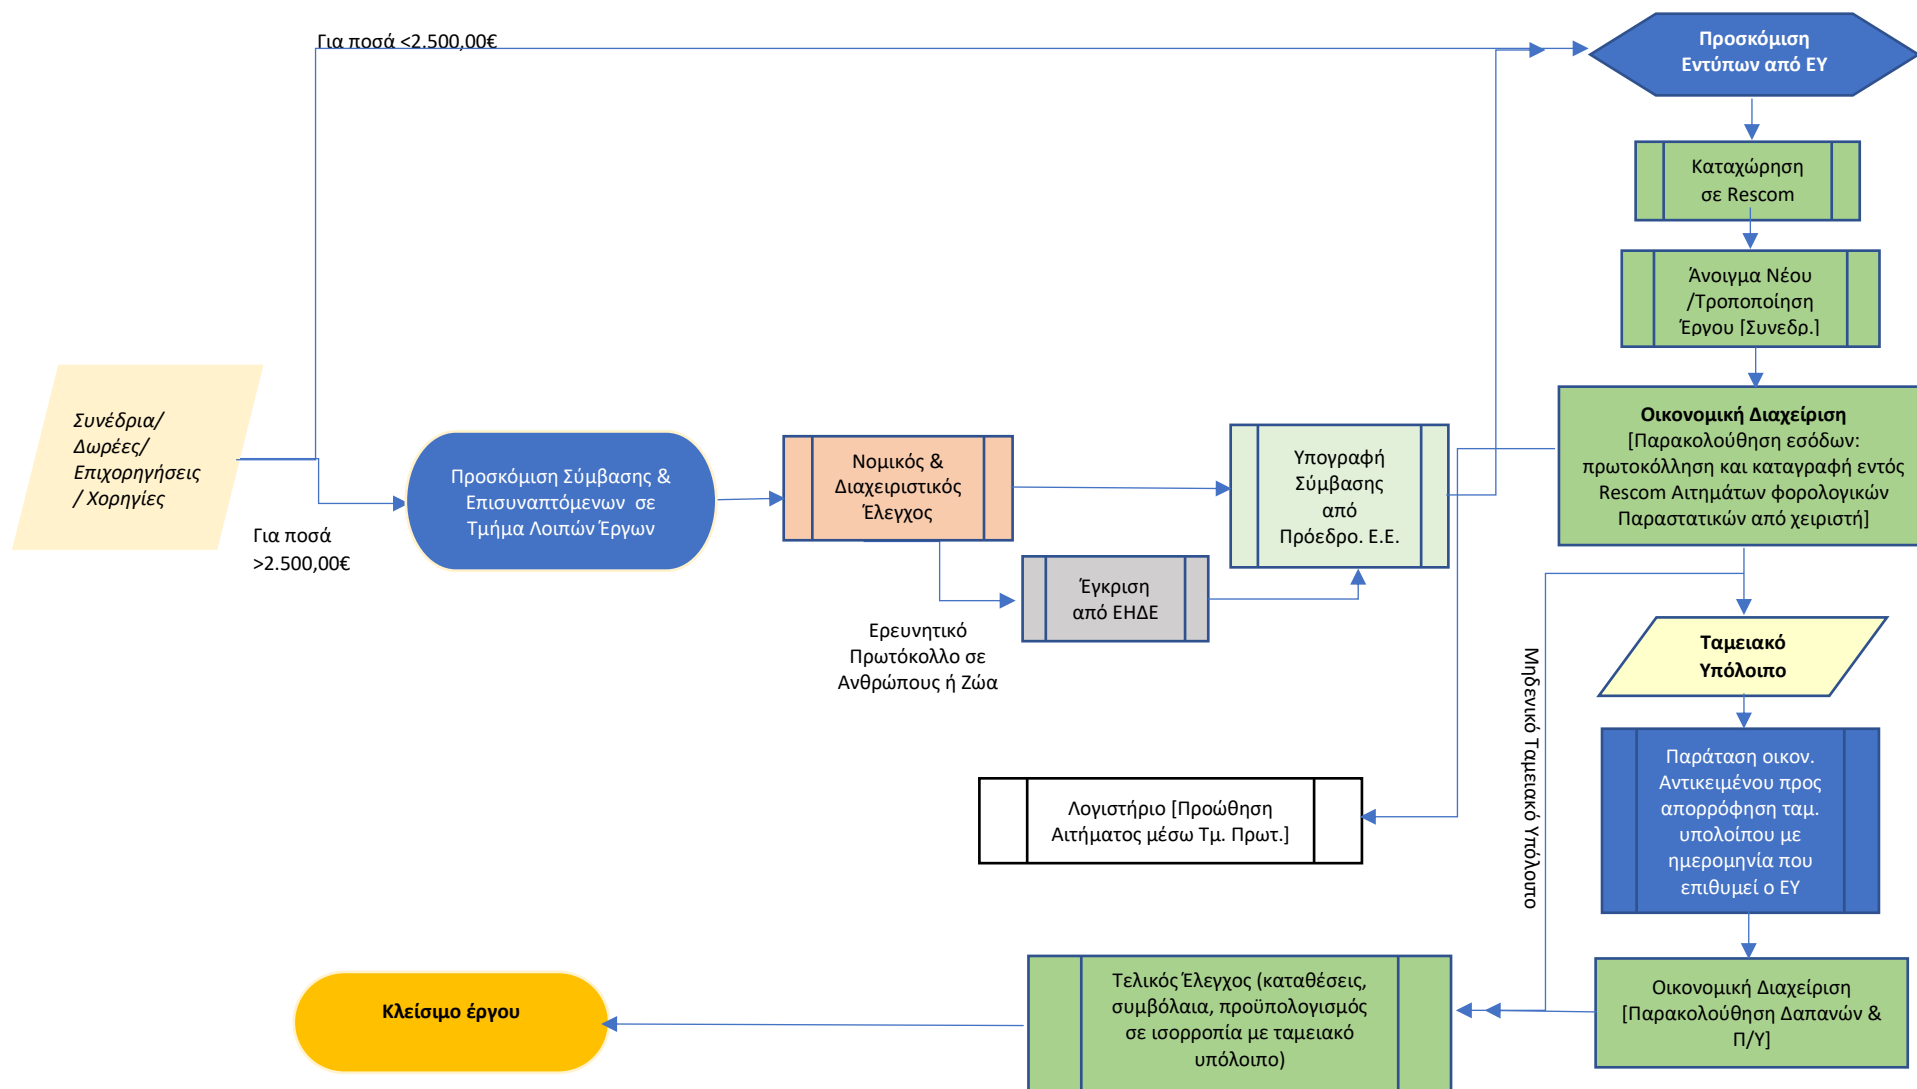 Για ποσά <2.500,00€
Προσκόμιση
Εντύπων από ΕΥ
Καταχώρηση
σε Rescom
Άνοιγμα Νέου
/Τροποποίηση
Έργου [Συνεδρ.]
Συνέδρια/
Δωρέες/
Επιχορηγήσεις
/ Χορηγίες
Για ποσά
>2.500,00€
Προσκόμιση Σύμβασης &
Επισυναπτόμενων σε
Τμήμα Λοιπών Έργων
Νομικός &
Διαχειριστικός
Έλεγχος
Ερευνητικό
Πρωτόκολλο σε
Ανθρώπους ή Ζώα
Έγκριση
από ΕΗΔΕ
Υπογραφή
Σύμβασης
από
Πρόεδρο. Ε.Ε.
Οικονομική Διαχείριση
[Παρακολούθηση εσόδων:
πρωτοκόλληση και καταγραφή εντός
Rescom Αιτημάτων φορολογικών
Παραστατικών από χειριστή]
Λογιστήριο [Προώθηση
Αιτήματος μέσω Τμ. Πρωτ.]
Μηδενικό Ταμειακό Υπόλοιπο
Ταμειακό
Υπόλοιπο
Παράταση οικον.
Αντικειμένου προς
απορρόφηση ταμ.
υπολοίπου με
ημερομηνία που
επιθυμεί ο ΕΥ
Οικονομική Διαχείριση
[Παρακολούθηση Δαπανών &
Π/Υ]
Τελικός Έλεγχος (καταθέσεις,
συμβόλαια, προϋπολογισμός
σε ισορροπία με ταμειακό
υπόλοιπο)
Κλείσιμο έργου